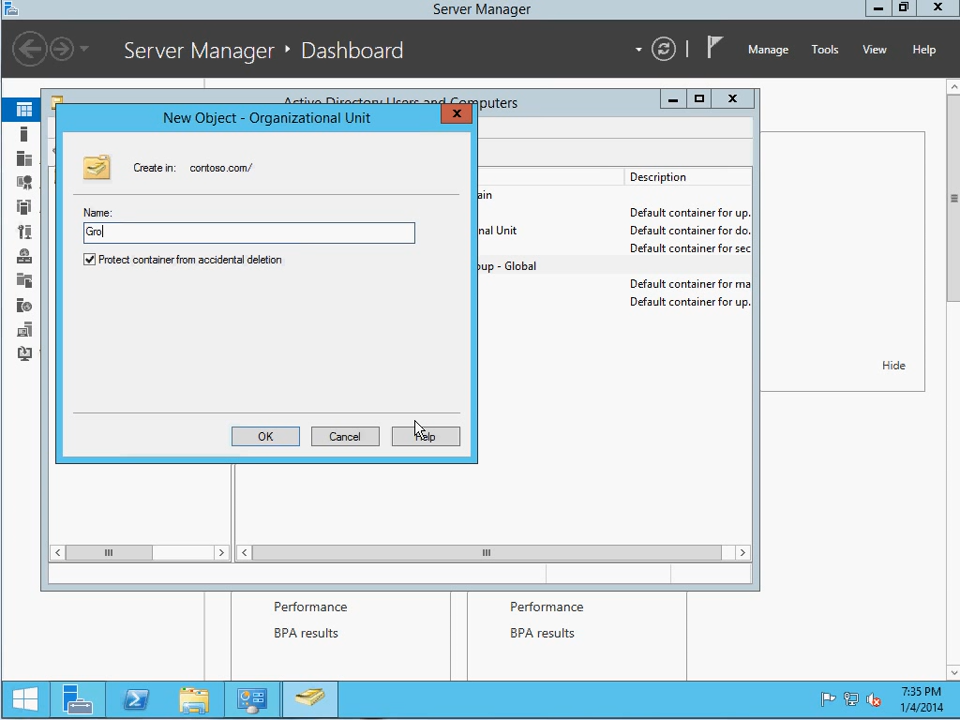 Server Manager
Server Manager ‣ Dashboard
Manage Tools View Help
Active Directory Users and Computers
New Object - Organizational Unit
Create in: contoso.com/
Name:
Gro
Protect container from accidental deletion
OK Cancel Help
Description
ain
Default container for up.
nal Unit Default container for do.
Default container for sec
oup - Global
Default container for ma
Default container for up.
Hide
Performance Performance
BPA results BPA results
7:35 PM
1/4/2014